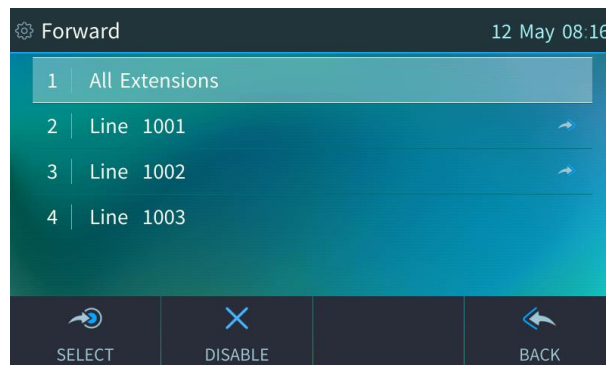 Forward 12 May 08:16
1 All Extensions
2 Line 1001
3 Line 1002
4 Line 1003
SELECT DISABLE BACK